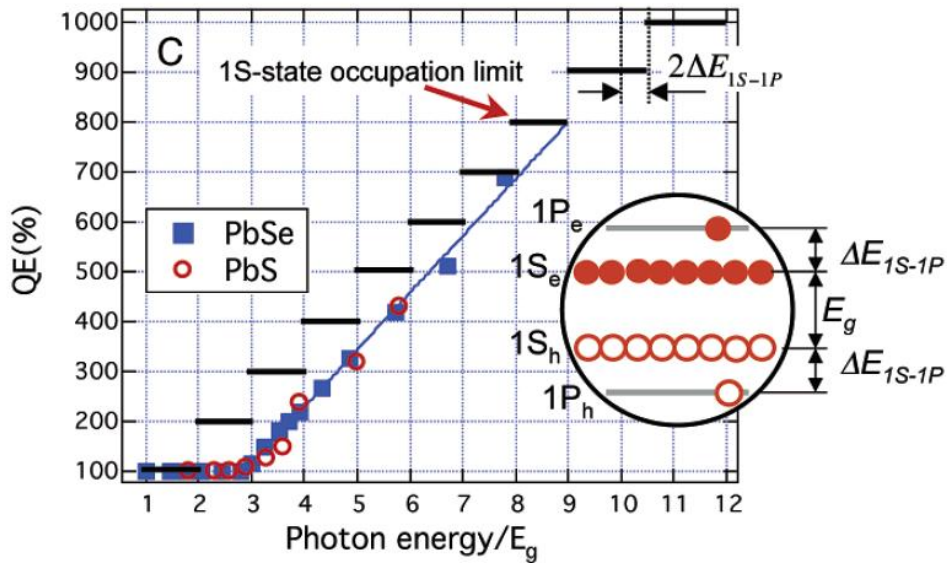 C
1S-state occupation limit
2ΔE1S-1P
PbSe
PbS
1Pe
1Se
1Sh
1Ph
ΔE1S-1P
Eg
ΔE1S-1P
QE(%)
1000
900
800
700
600
500
400
300
200
100
1 2 3 4 5 6 7 8 9 10 11 12
Photon energy/Eg